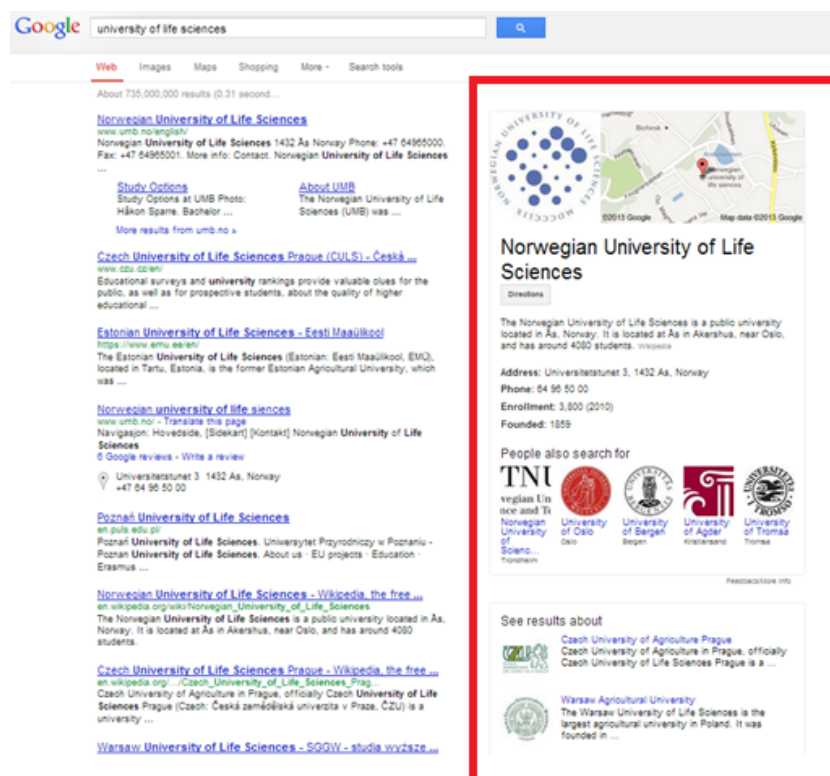 Google university of life sciences
Web Images Maps Shopping More Search tools
About 735,000,000 results (0.31 second...
Norwegian University of Life Sciences
www.umb.no/english/
Norwegian University of Life Sciences 1432 Ås Norway Phone: +47 64965000.
Fax: +47 64965001. More info: Contact. Norwegian University of Life Sciences
...
Study Options
Study Options at UMB Photo:
Håkon Sparre. Bachelor ...
About UMB
The Norwegian University of Life
Sciences (UMB) was ...
More results from umb.no »
Czech University of Life Sciences Prague (CULS) - Česká ...
www.czu.cz/en/
Educational surveys and university rankings provide valuable clues for the
public, as well as for prospective students, about the quality of higher
educational ...
Estonian University of Life Sciences - Eesti Maaülikool
https://www.emu.ee/en/
The Estonian University of Life Sciences (Estonian: Eesti Maaülikool, EMÜ),
located in Tartu, Estonia, is the former Estonian Agricultural University, which
was ....
Norwegian university of life siences
www.umb.no/ - Translate this page
Navigasjon: Hovedside, [Sidekart] [Kontakt] Norwegian University of Life
Sciences
6 Google reviews - Write a review
Universitetstunet 3 1432 Ås, Norway
+47 64 96 50 00
Poznań University of Life Sciences
en.puls.edu.pl/
Poznań University of Life Sciences. Uniwersytet Przyrodniczy w Poznaniu -
Poznan University of Life Sciences. About us · EU projects · Education ·
Erasmus ...
Norwegian University of Life Sciences - Wikipedia, the free ...
en.wikipedia.org/wiki/Norwegian_University_of_Life_Sciences
The Norwegian University of Life Sciences is a public university located in Ås,
Norway. It is located at Ås in Akershus, near Oslo, and has around 4080
students.
Czech University of Life Sciences Prague - Wikipedia, the free ...
en.wikipedia.org/.../Czech_University_of_Life_Sciences_Prag...
Czech University of Agriculture in Prague, officially Czech University of Life
Sciences Prague (Czech: Česká zemědělská univerzita v Praze, ČZU) is a
university ...
Warsaw University of Life Sciences - SGGW - studia wyższe ...
NORWEGIAN UNIVERSITY OF LIFE SCIENCES
MDCCCLIX
Bioforsk
Norwegian
university of
life siences
©2013 Google Map data ©2013 Google
Norwegian University of Life
Sciences
Directions
The Norwegian University of Life Sciences is a public university
located in Ås, Norway. It is located at Ås in Akershus, near Oslo,
and has around 4080 students. Wikipedia
Address: Universitetstunet 3, 1432 Ås, Norway
Phone: 64 96 50 00
Enrollment: 3,800 (2010)
Founded: 1859
People also search for
Norwegian University of Scienc...
Trondheim
University of Oslo
Oslo
University of Bergen
Bergen
University of Agder
Kristiansand
University of Tromsø
Tromsø
Feedback/More info
See results about
Czech University of Agriculture Prague
Czech University of Agriculture in Prague, officially
Czech University of Life Sciences Prague is a ...
Warsaw Agricultural University
The Warsaw University of Life Sciences is the
largest agricultural university in Poland. It was
founded in ...